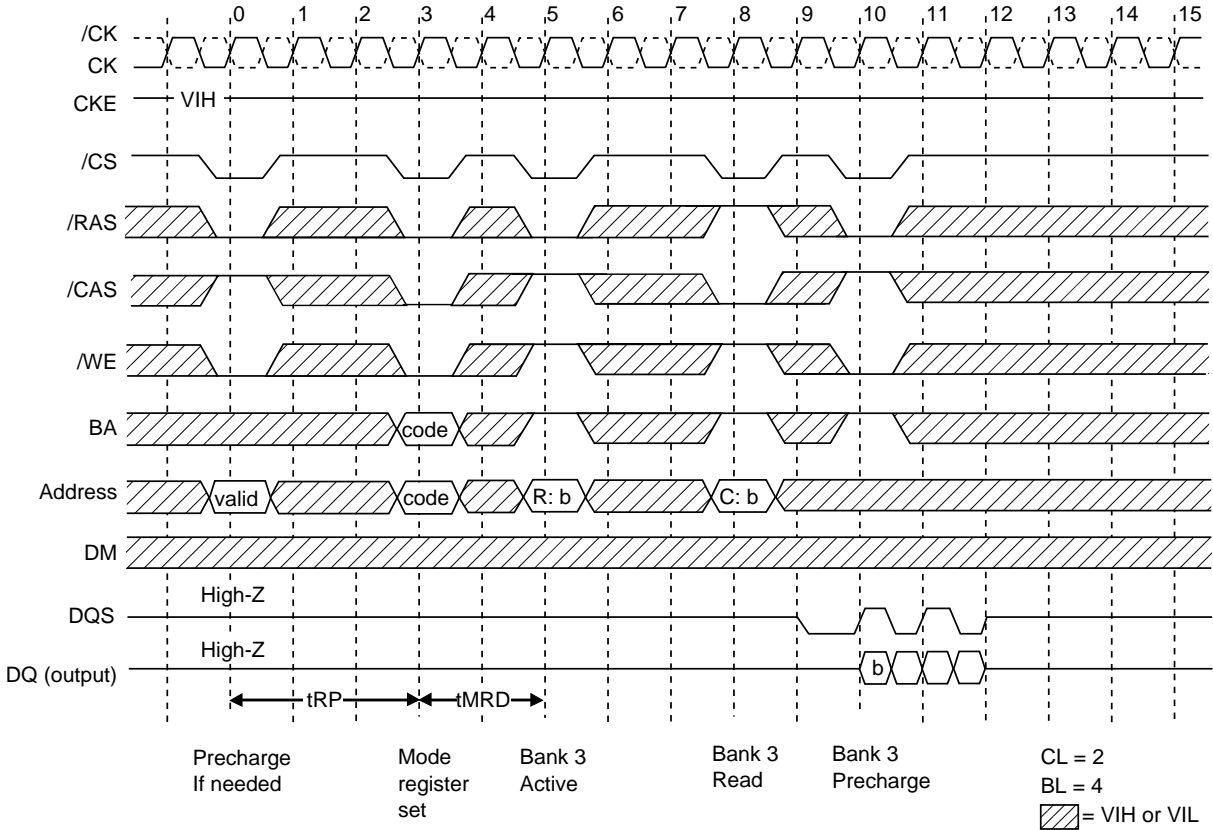 0 1 2 3 4 5 6 7 8 9 10 11 12 13 14 15
/CK
CK
CKE VIH
/CS
/RAS
/CAS
/WE
BA code
Address valid code R: b C: b
DM
High-Z
DQS
High-Z
DQ (output) b
tRP tMRD
Precharge
If needed
Mode
register
set
Bank 3
Active
Bank 3
Read
Bank 3
Precharge
CL = 2
BL = 4
= VIH or VIL